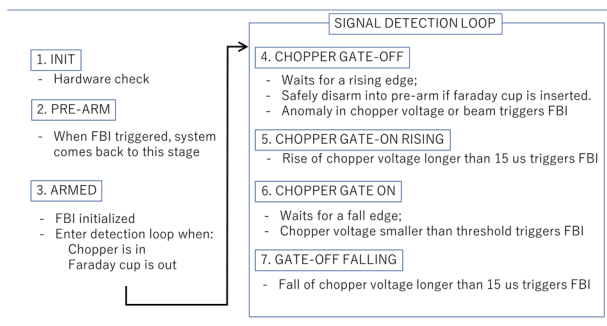 1. INIT
- Hardware check
2. PRE-ARM
- When FBI triggered, system
comes back to this stage
3. ARMED
- FBI initialized
- Enter detection loop when:
Chopper is in
Faraday cup is out
SIGNAL DETECTION LOOP
4. CHOPPER GATE-OFF
- Waits for a rising edge;
- Safely disarm into pre-arm if faraday cup is inserted.
- Anomaly in chopper voltage or beam triggers FBI
5. CHOPPER GATE-ON RISING
- Rise of chopper voltage longer than 15 us triggers FBI
6. CHOPPER GATE ON
- Waits for a fall edge;
- Chopper voltage smaller than threshold triggers FBI
7. GATE-OFF FALLING
- Fall of chopper voltage longer than 15 us triggers FBI